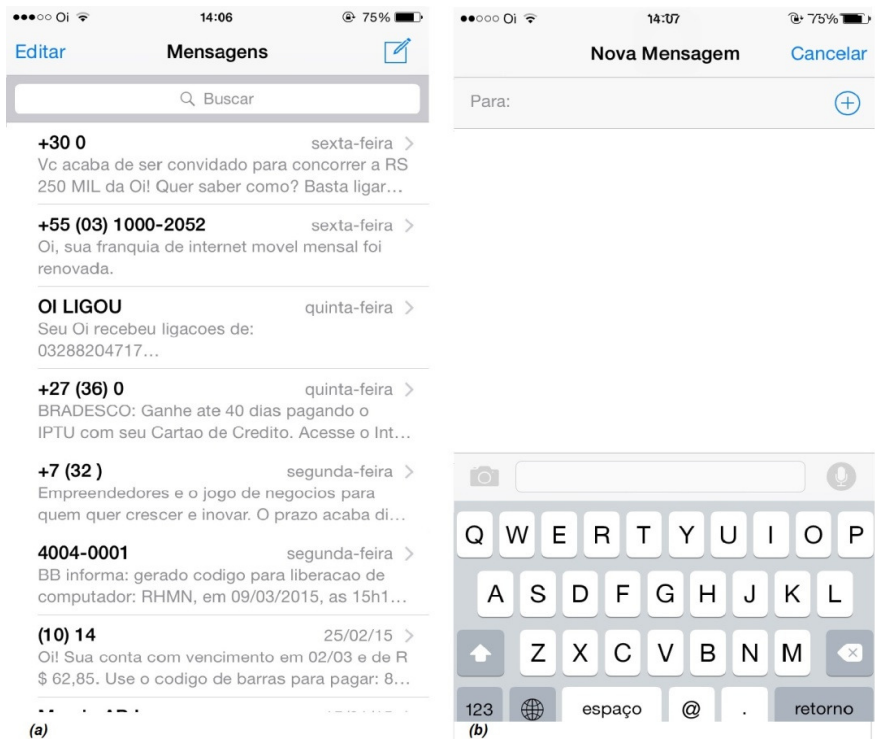 Oi 14:06 75%
Editar Mensagens
Buscar
+30 0 sexta-feira
Vc acaba de ser convidado para concorrer a RS
250 MIL da Oi! Quer saber como? Basta ligar...
+55 (03) 1000-2052 sexta-feira
Oi, sua franquia de internet movel mensal foi
renovada.
OI LIGOU quinta-feira
Seu Oi recebeu ligacoes de:
03288204717...
+27 (36) 0 quinta-feira
BRADESCO: Ganhe ate 40 dias pagando o
IPTU com seu Cartao de Credito. Acesse o Int...
+7 (32 ) segunda-feira
Empreendedores e o jogo de negocios para
quem quer crescer e inovar. O prazo acaba di...
4004-0001 segunda-feira
BB informa: gerado codigo para liberacao de
computador: RHMN, em 09/03/2015, as 15h1...
(10) 14 25/02/15
Oi! Sua conta com vencimento em 02/03 e de R
$ 62,85. Use o codigo de barras para pagar: 8...
(a)
Oi 14:07 75%
Nova Mensagem Cancelar
Para:
Q W E R T Y U I O P
A S D F G H J K L
Z X C V B N M
123 espaço @ . retorno
(b)